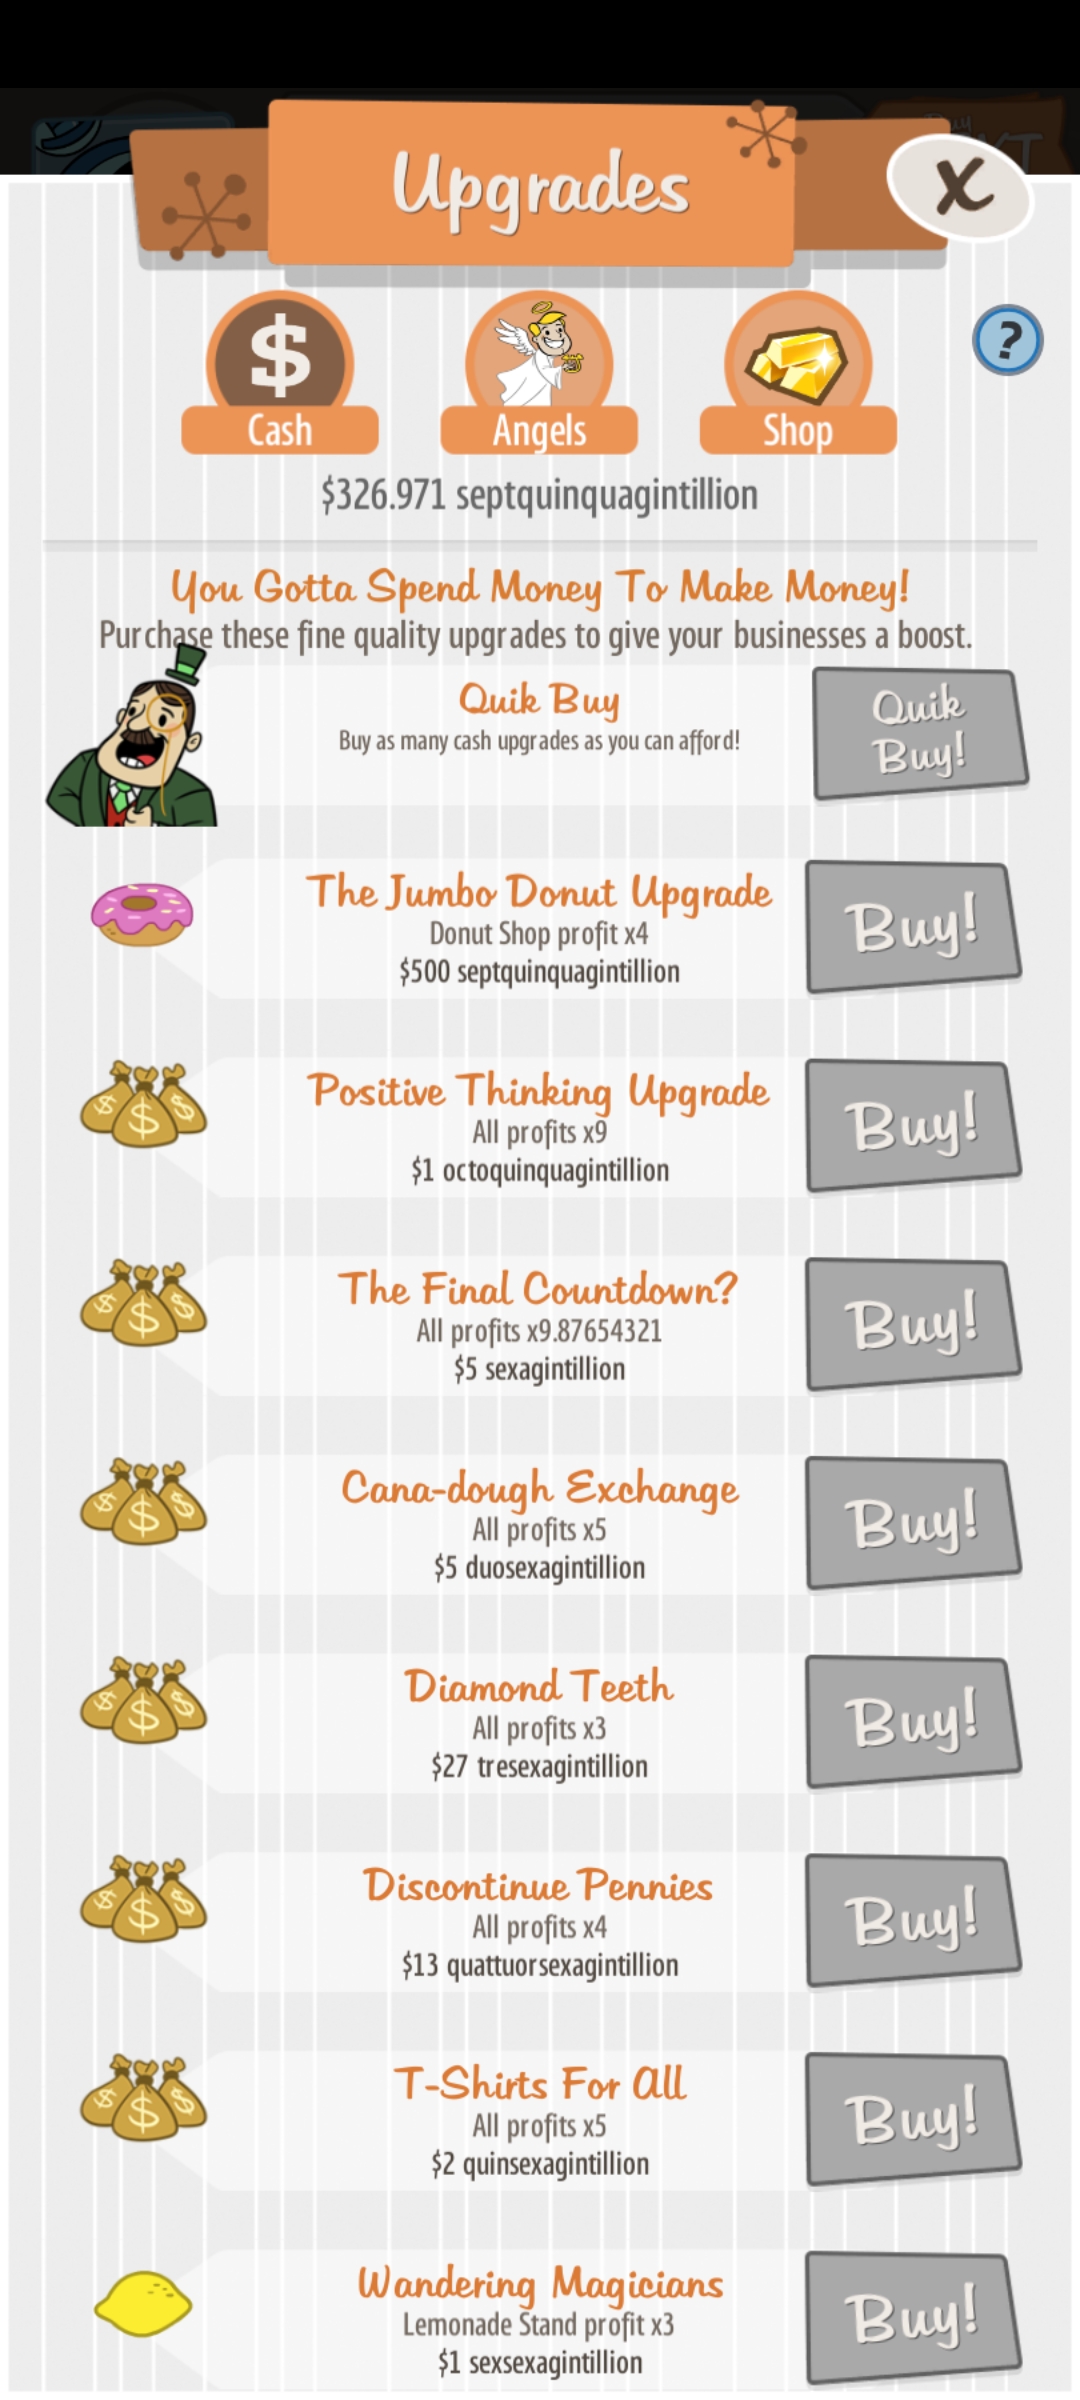 Upgrades
X
$
?
Cash
Angels
Shop
$326.971 septquinquagintillion
You Gotta Spend Money To Make Money!
Purchase these fine quality upgrades to give your businesses a boost.
Quik Buy
Buy as many cash upgrades as you can afford!
Quik
Buy!
The Jumbo Donut Upgrade
Donut Shop profit x4
$500 septquinquagintillion
Buy!
Positive Thinking Upgrade
All profits x9
$1 octoquinquagintillion
Buy!
The Final Countdown?
All profits x9.87654321
$5 sexagintillion
Buy!
Cana-dough Exchange
All profits x5
$5 duosexagintillion
Buy!
Diamond Teeth
All profits x3
$27 tresexagintillion
Buy!
Discontinue Pennies
All profits x4
$13 quattuorsexagintillion
Buy!
T-Shirts For All
All profits x5
$2 quinsexagintillion
Buy!
Wandering Magicians
Lemonade Stand profit x3
$1 sexsexagintillion
Buy!